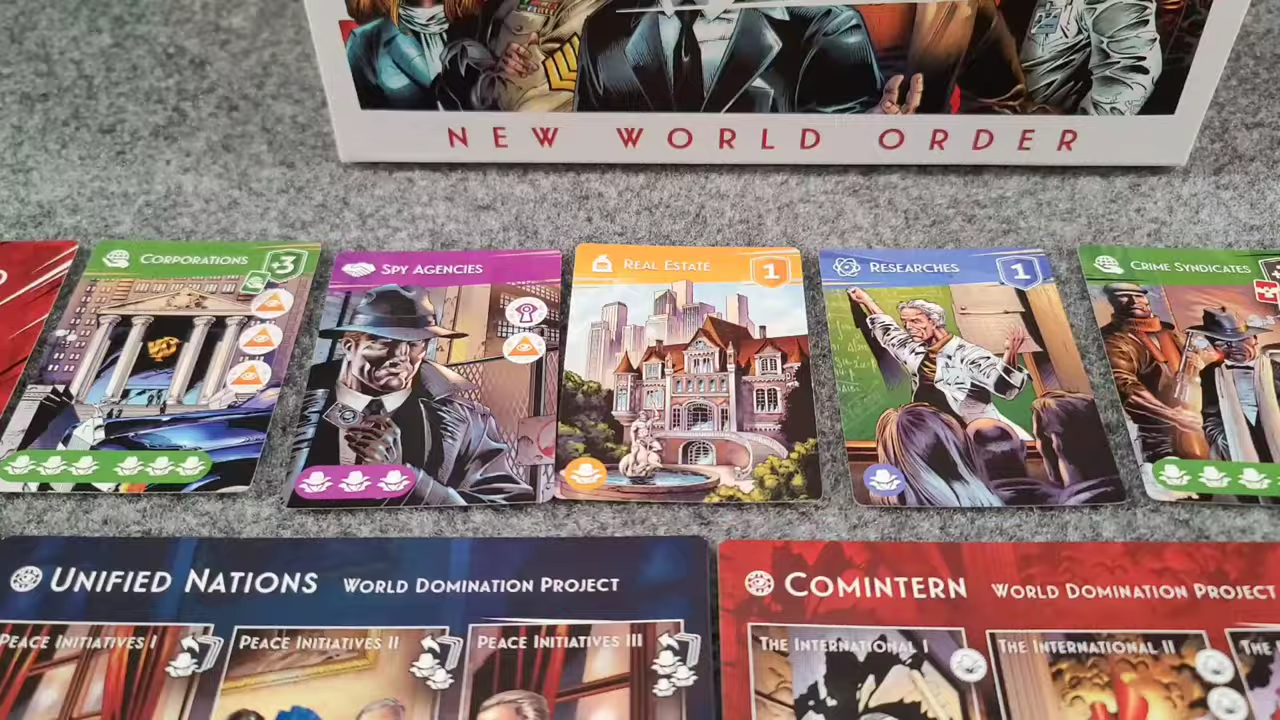 NEW WORLD ORDER
CORPORATIONS +3
SPY AGENCIES
REAL ESTATE 1
RESEARCHES 1
CRIME SYNDICATES
UNIFIED NATIONS WORLD DOMINATION PROJECT
PEACE INITIATIVES I
PEACE INITIATIVES II
PEACE INITIATIVES III
COMINTERN WORLD DOMINATION PROJECT
THE INTERNATIONAL I
THE INTERNATIONAL II
THE